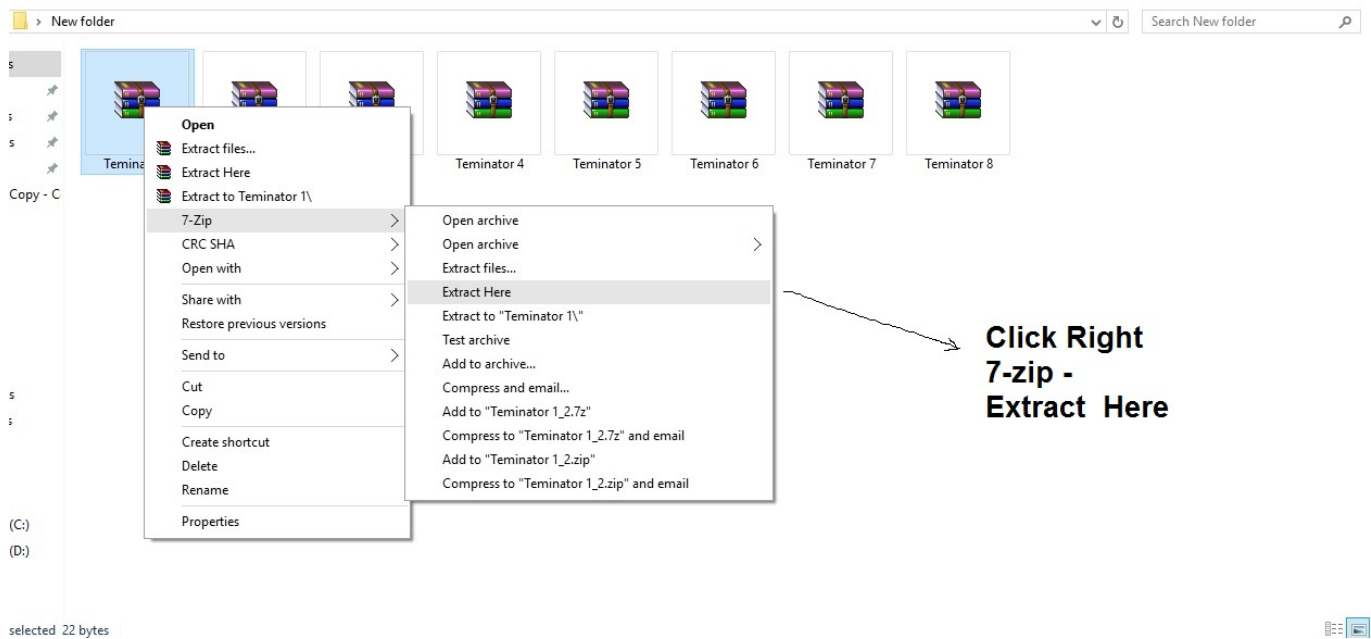 New folder
Search New folder
s
s
s
Copy - C
s
s
(C:)
(D:)
Temina
Teminator 4
Teminator 5
Teminator 6
Teminator 7
Teminator 8
Open
Extract files...
Extract Here
Extract to Teminator 1\
7-Zip
CRC SHA
Open with
Share with
Restore previous versions
Send to
Cut
Copy
Create shortcut
Delete
Rename
Properties
Open archive
Open archive
Extract files...
Extract Here
Extract to "Teminator 1\"
Test archive
Add to archive...
Compress and email...
Add to "Teminator 1_2.7z"
Compress to "Teminator 1_2.7z" and email
Add to "Teminator 1_2.zip"
Compress to "Teminator 1_2.zip" and email
Click Right
7-zip -
Extract Here
selected 22 bytes